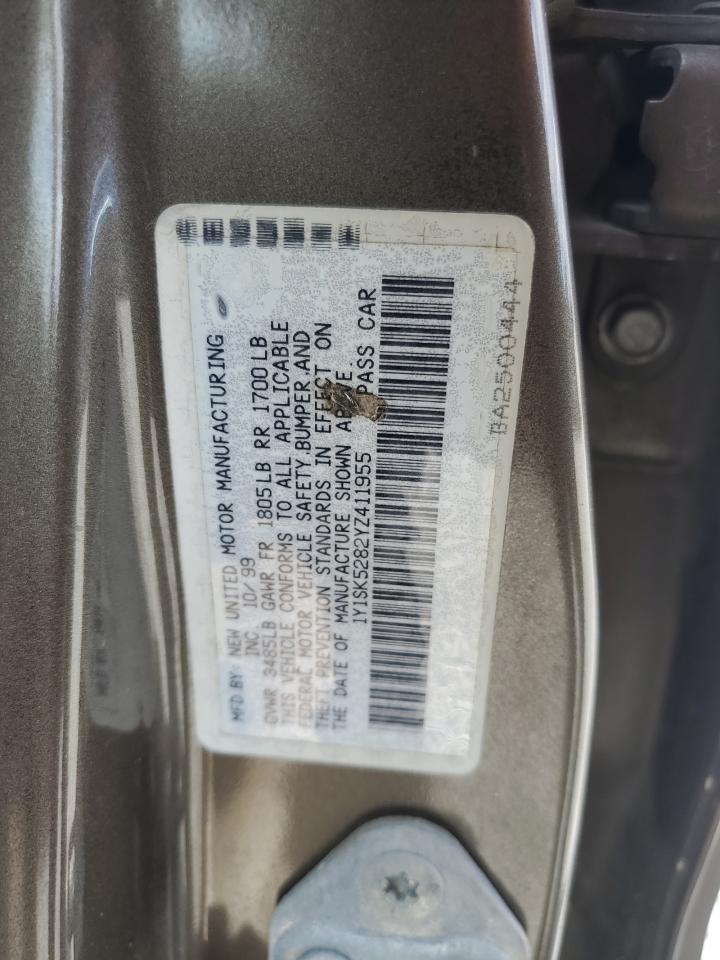 MFD BY: NEW UNITED MOTOR MANUFACTURING
INC 10/99
GVWR 3485LB GAWR FR 1805LB RR 1700LB
THIS VEHICLE CONFORMS TO ALL APPLICABLE
FEDERAL MOTOR VEHICLE SAFETY,BUMPER,AND
THEFT PREVENTION STANDARDS IN EFFECT ON
THE DATE OF MANUFACTURE SHOWN ABOVE.
1Y1SK5282YZ411955 PASS CAR
BA2500444